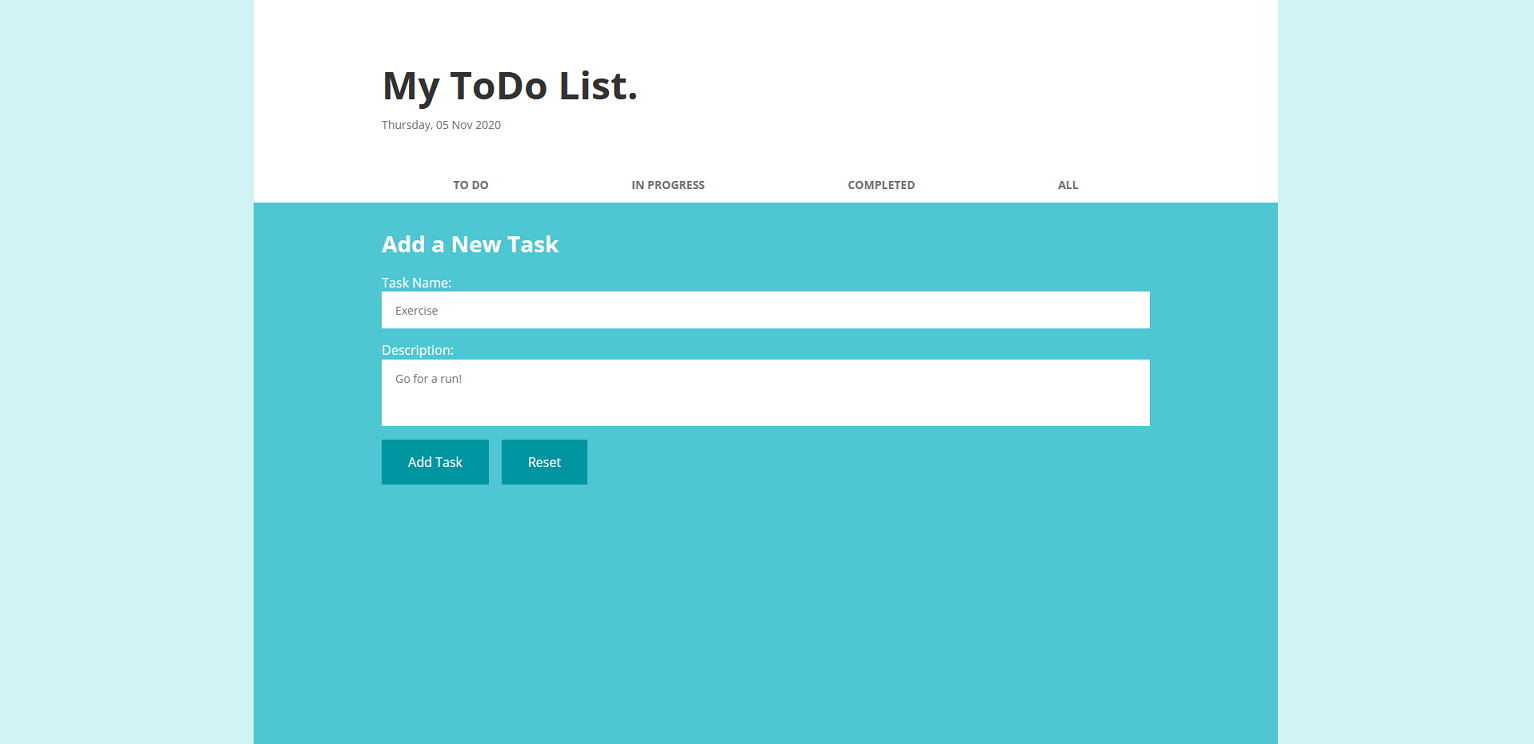 My ToDo List.
Thursday, 05 Nov 2020
TO DO IN PROGRESS COMPLETED ALL
Add a New Task
Task Name:
Exercise
Description:
Go for a run!
Add Task Reset